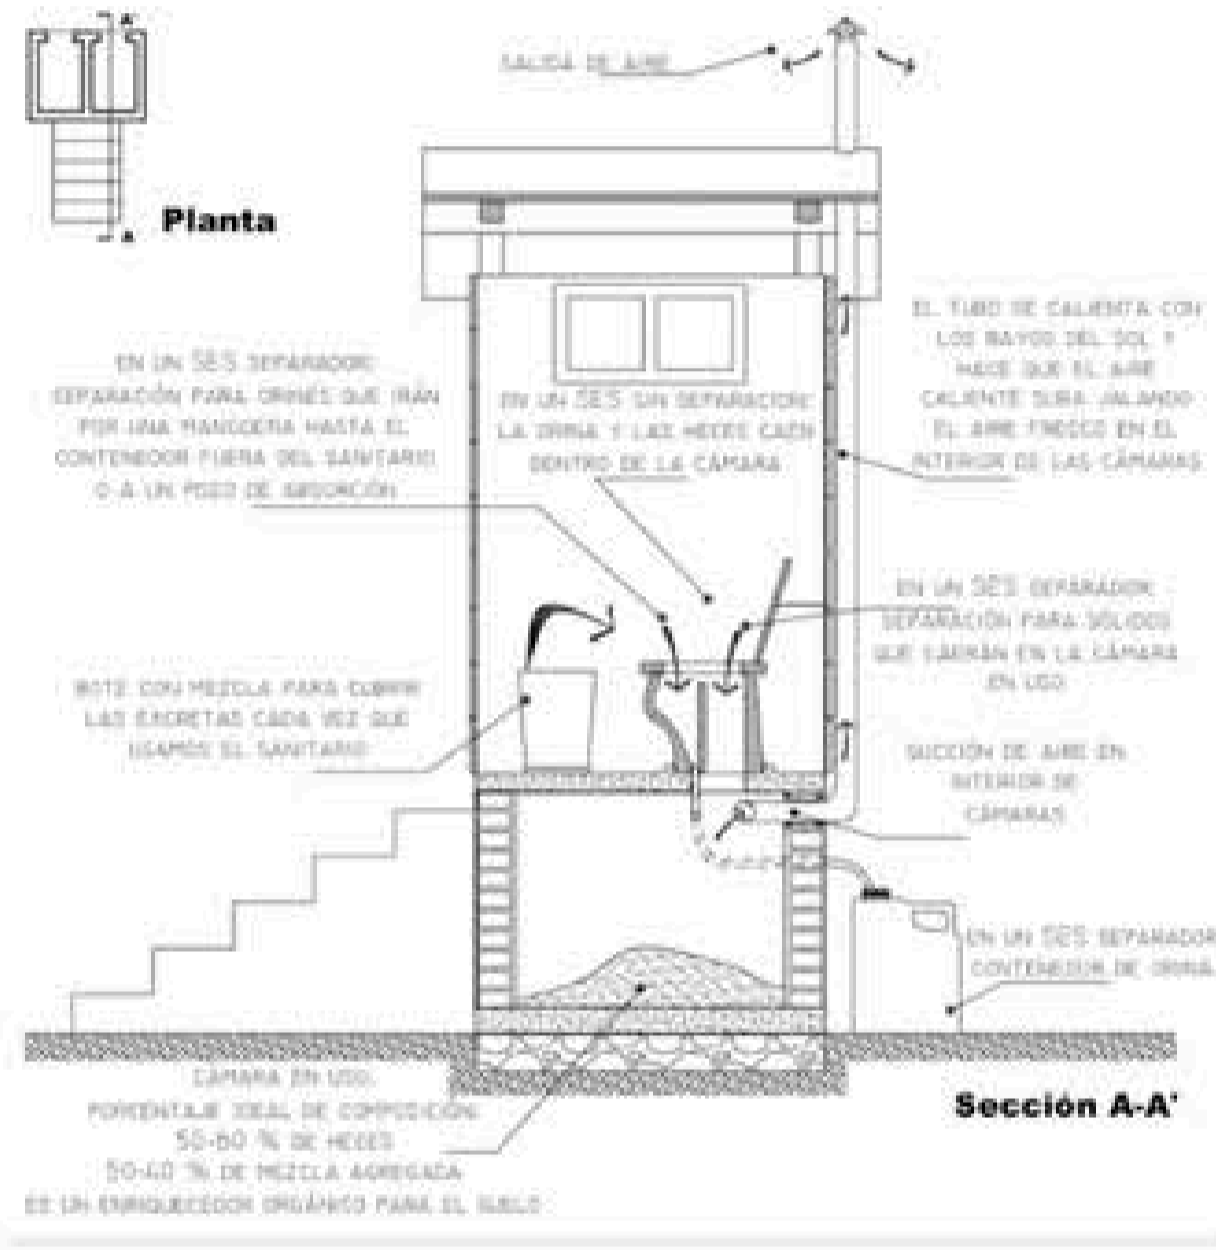 A'
SALIDA DE AIRE
Planta
A
EL TUBO SE CALIENTA CON
LOS RAYOS DEL SOL Y
HACE QUE EL AIRE
CALIENTE SUBA JALANDO
EL AIRE FRESCO EN EL
INTERIOR DE LAS CÁMARAS
EN UN SES SEPARADOR:
SEPARACIÓN PARA ORINES QUE IRÁN
POR UNA MANGUERA HASTA EL
CONTENEDOR FUERA DEL SANITARIO
O A UN POZO DE ABSORCIÓN
EN UN SES SIN SEPARACION:
LA ORINA Y LAS HECES CAEN
DENTRO DE LA CÁMARA
EN UN SES SEPARADOR
SEPARACIÓN PARA SÓLIDOS
QUE CAERÁN EN LA CÁMARA
EN USO
BOTE CON MEZCLA PARA CUBRIR
LAS EXCRETAS CADA VEZ QUE
USAMOS EL SANITARIO
SUCCIÓN DE AIRE EN
INTERIOR DE
CÁMARAS
EN UN SES SEPARADOR
CONTENEDOR DE ORINA
CÁMARA EN USO.
PORCENTAJE IDEAL DE COMPOSICIÓN:
50-60 % DE HECES
% DE MEZCLA AGREGADA
ES UN ENRIQUECEDOR ORGÁNICO PARA EL SUELO
Sección A-A'